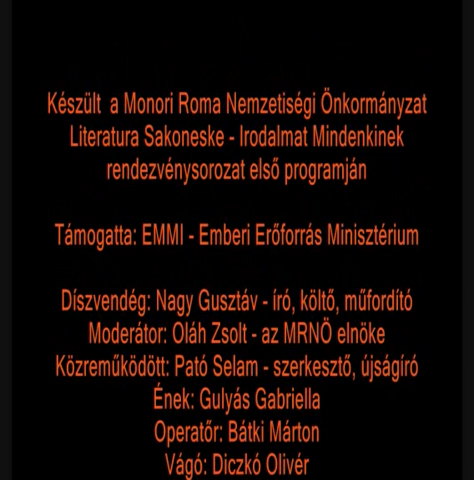 Készült a Monori Roma Nemzetiségi Önkormányzat
Literatura Sakoneske - Irodalmat Mindenkinek
rendezvénysorozat első programján
Támogatta: EMMI - Emberi Erőforrás Minisztérium
Díszvendég: Nagy Gusztáv - író, költő, műfordító
Moderátor: Oláh Zsolt - az MRNÖ elnöke
Közreműködött: Pató Selam - szerkesztő, újságíró
Ének: Gulyás Gabriella
Operatőr: Bátki Márton
Vágó: Diczkó Olivér